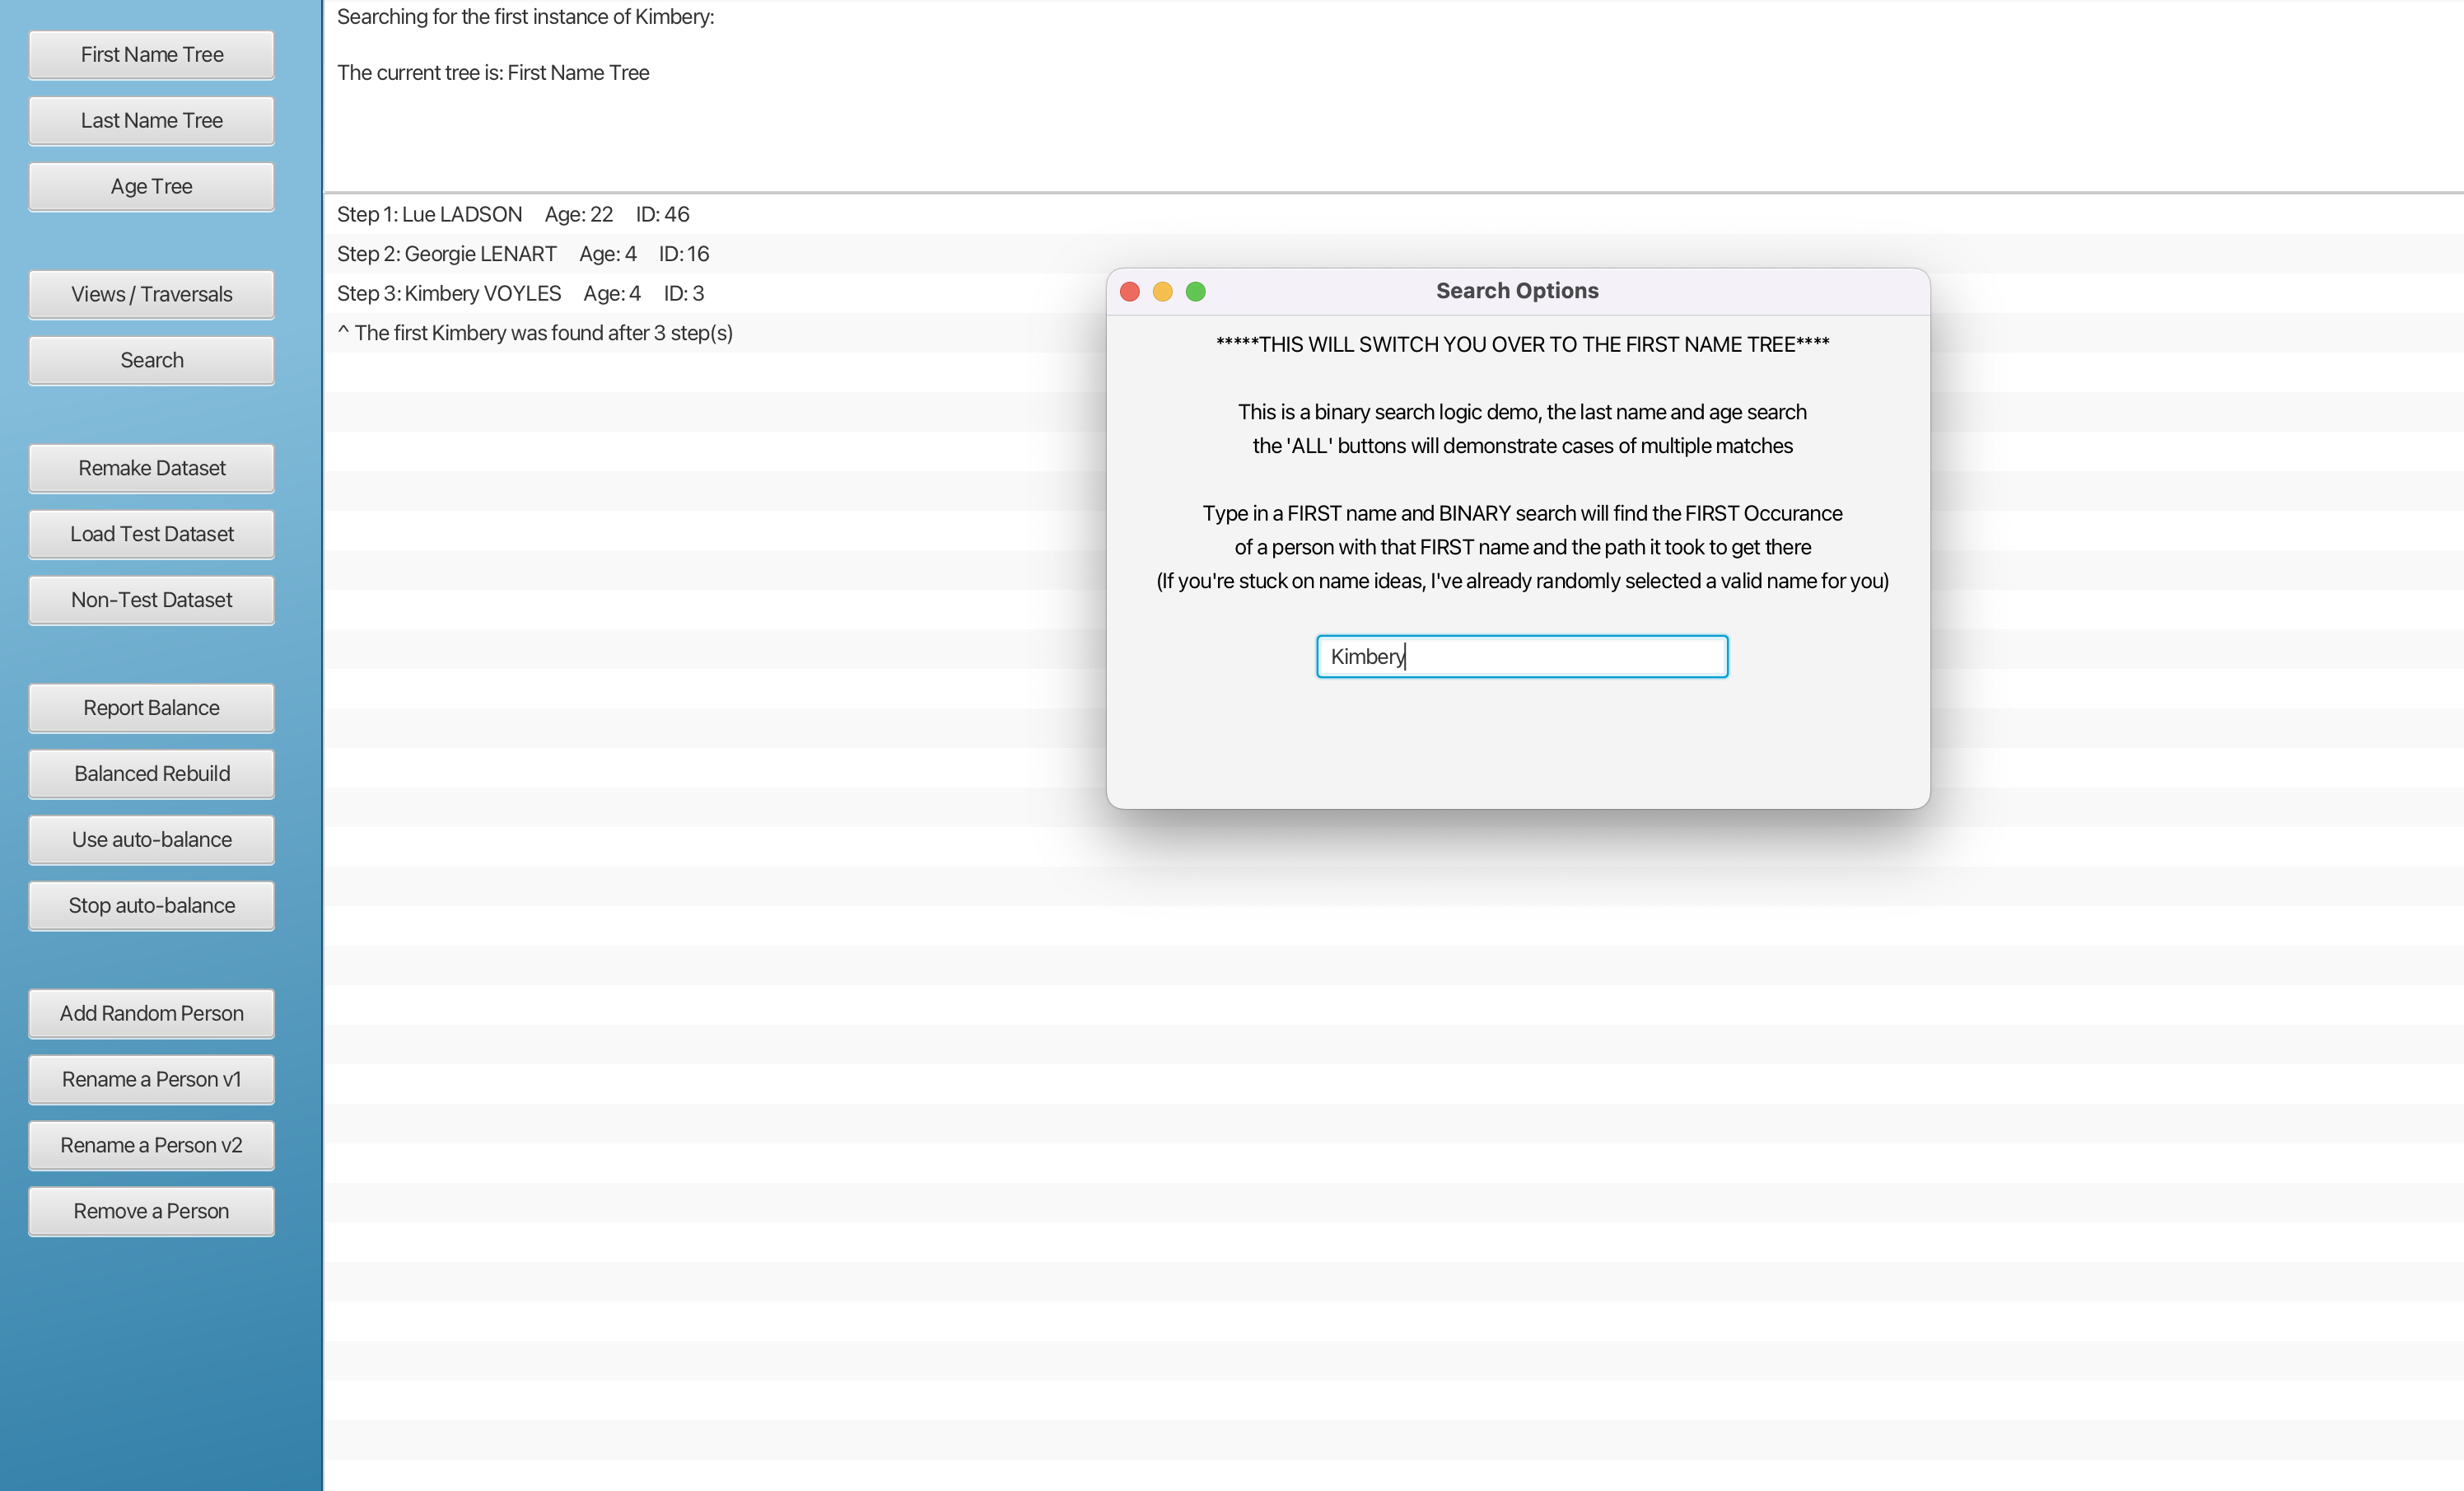 First Name Tree
Last Name Tree
Age Tree
Views / Traversals
Search
Remake Dataset
Load Test Dataset
Non-Test Dataset
Report Balance
Balanced Rebuild
Use auto-balance
Stop auto-balance
Add Random Person
Rename a Person v1
Rename a Person v2
Remove a Person
Searching for the first instance of Kimbery:
The current tree is: First Name Tree
Step 1: Lue LADSON Age: 22 ID: 46
Step 2: Georgie LENART Age: 4 ID: 16
Step 3: Kimbery VOYLES Age: 4 ID: 3
^ The first Kimbery was found after 3 step(s)
Search Options
*****THIS WILL SWITCH YOU OVER TO THE FIRST NAME TREE****
This is a binary search logic demo, the last name and age search
the 'ALL' buttons will demonstrate cases of multiple matches
Type in a FIRST name and BINARY search will find the FIRST Occurance
of a person with that FIRST name and the path it took to get there
(If you're stuck on name ideas, I've already randomly selected a valid name for you)
Kimbery